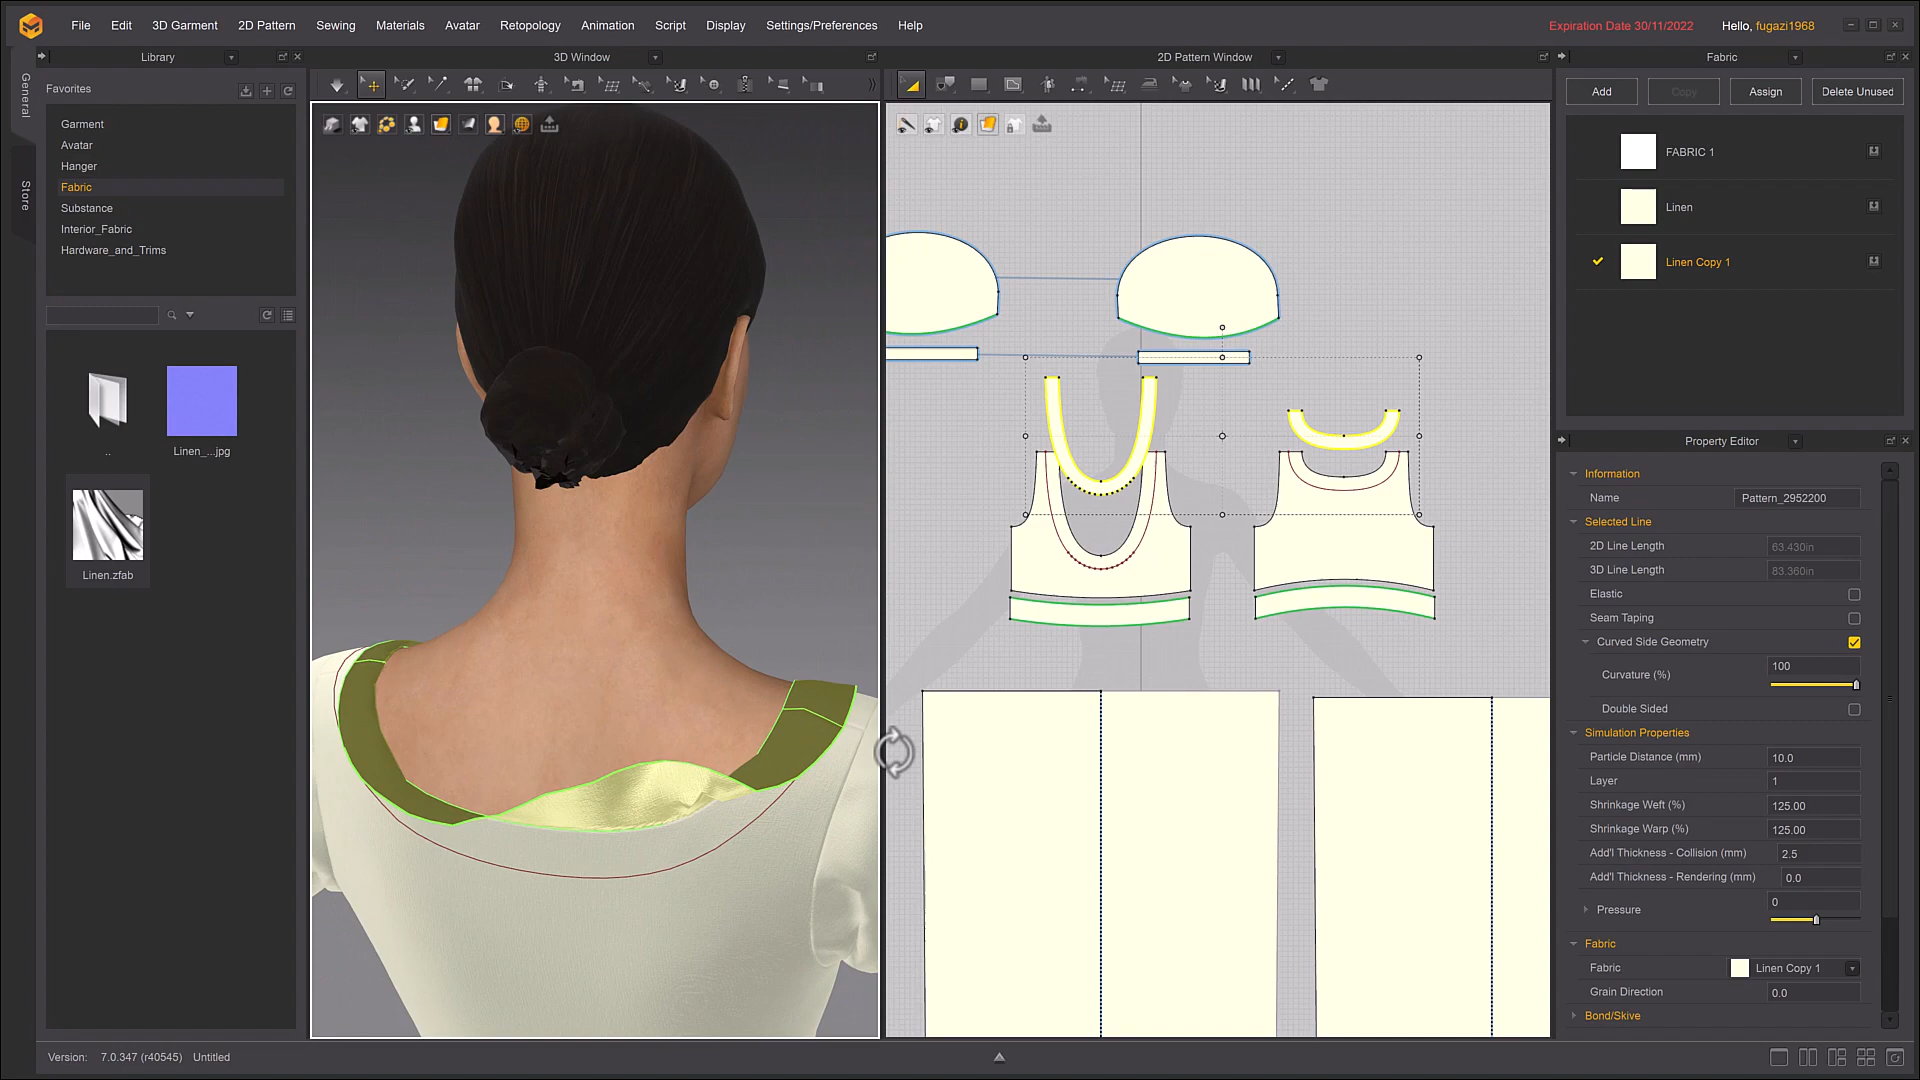 File Edit 3D Garment 2D Pattern Sewing Materials Avatar Retopology Animation Script Display Settings/Preferences Help
Expiration Date 30/11/2022 Hello, fugazi1968
Library
3D Window
2D Pattern Window
Fabric
General
Store
Favorites
Garment
Avatar
Hanger
Fabric
Substance
Interior_Fabric
Hardware_and_Trims
..
Linen_...jpg
Linen.zfab
Add Copy Assign Delete Unused
FABRIC 1
Linen
Linen Copy 1
Property Editor
Information
Name Pattern_2952200
Selected Line
2D Line Length 63.430in
3D Line Length 83.360in
Elastic
Seam Taping
Curved Side Geometry
Curvature (%) 100
Double Sided
Simulation Properties
Particle Distance (mm) 10.0
Layer 1
Shrinkage Weft (%) 125.00
Shrinkage Warp (%) 125.00
Add'l Thickness - Collision (mm) 2.5
Add'l Thickness - Rendering (mm) 0.0
Pressure 0
Fabric
Fabric Linen Copy 1
Grain Direction 0.0
Bond/Skive
Version: 7.0.347 (r40545) Untitled